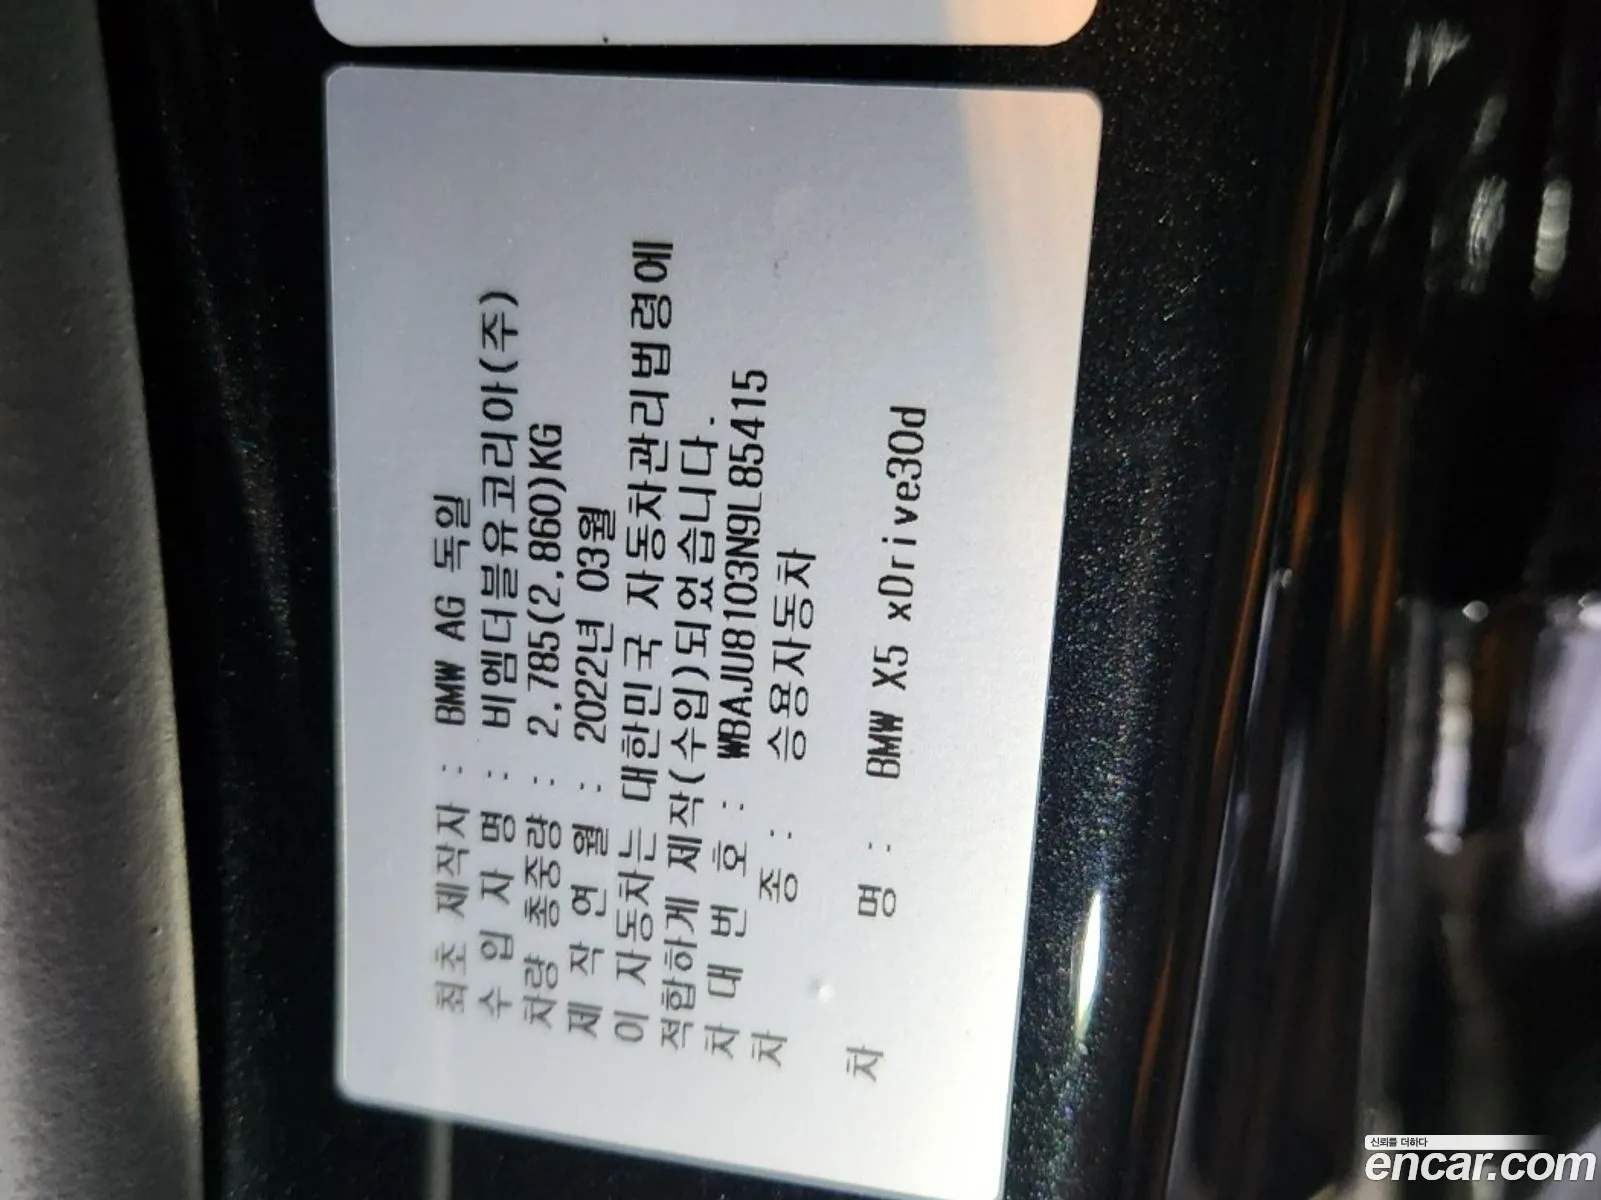 최초 제작자 : BMW AG 독일
수 입 자 명 : 비엠더블유코리아(주)
차량 총중량 : 2,785(2,860)KG
제 작 연 월 : 2022년 03월
이 자동차는 대한민국 자동차관리법령에
적합하게 제작(수입)되었습니다.
차 대 번 호 : WBAJU8103N9L85415
차 종 : 승용자동차
차 명 : BMW X5 xDrive30d
신뢰를 더하다
encar.com